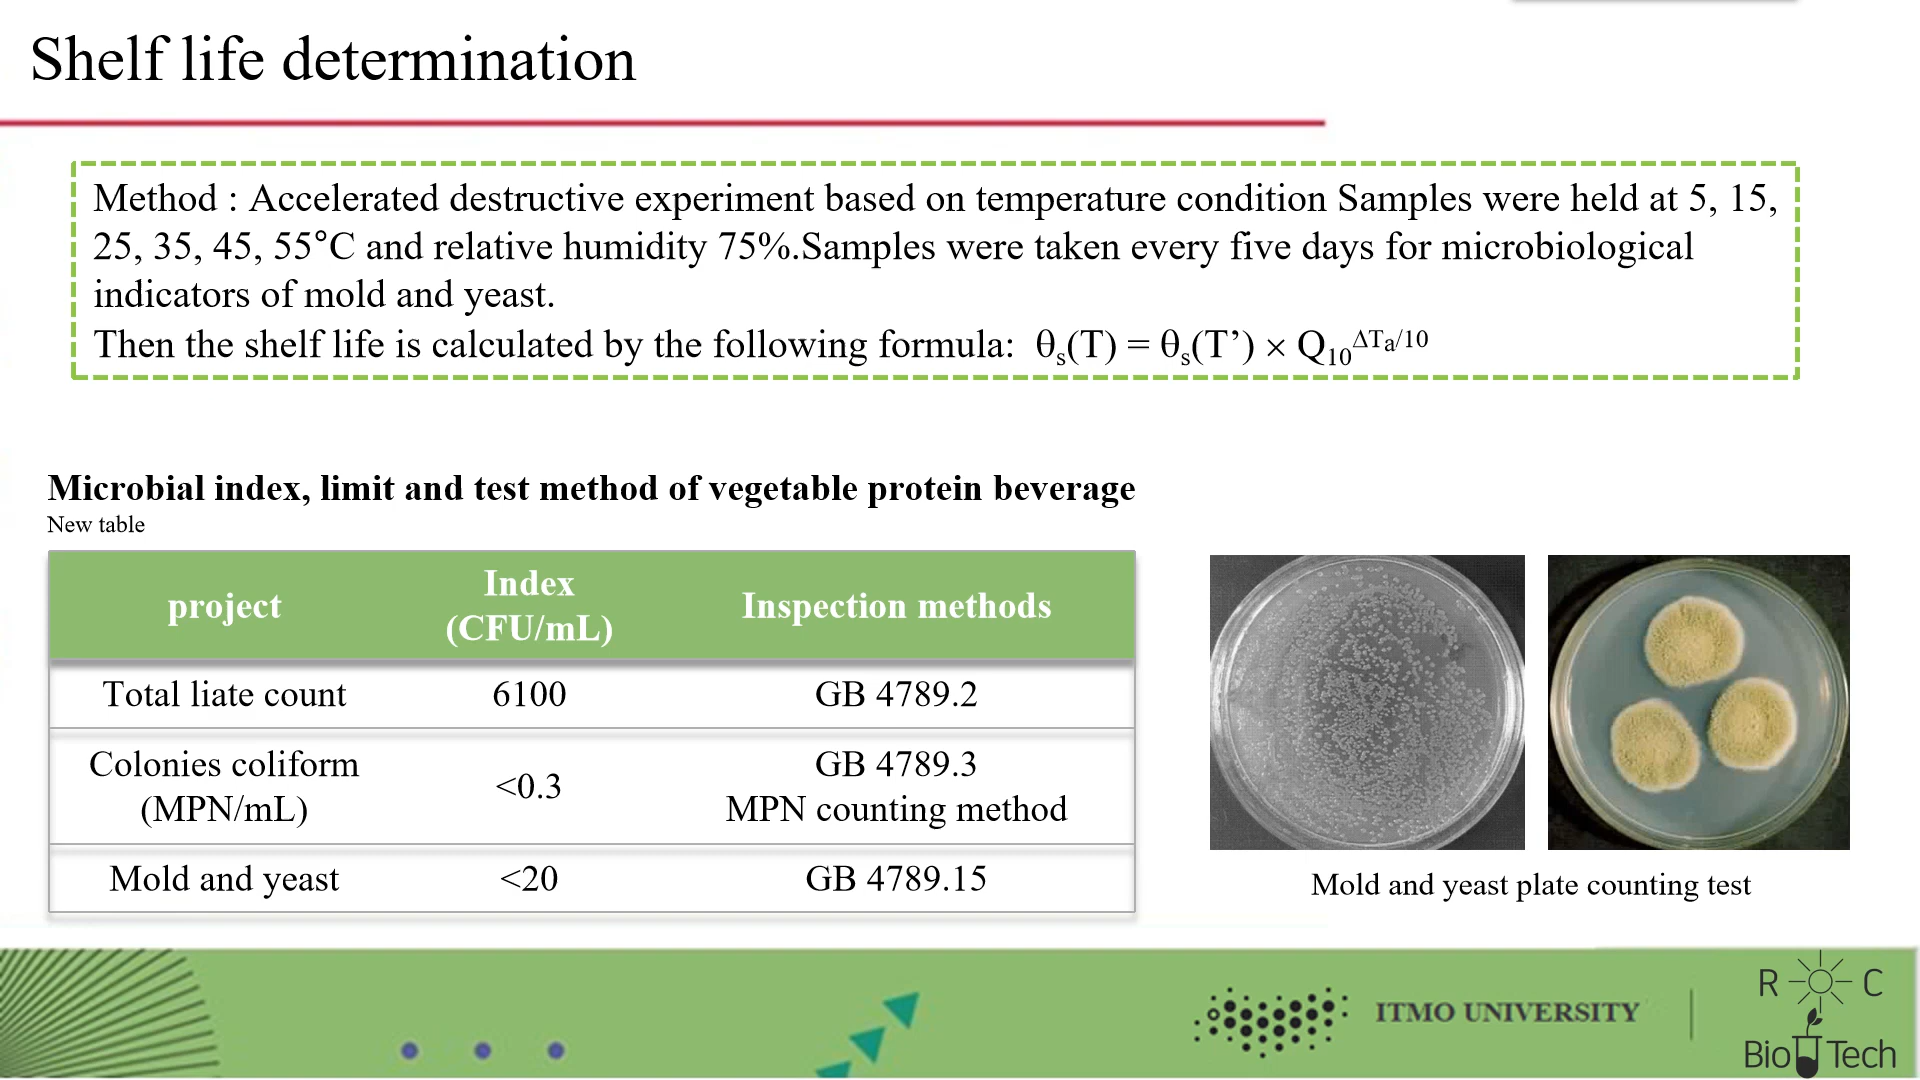 Shelf life determination
Method : Accelerated destructive experiment based on temperature condition Samples were held at 5, 15,
25, 35, 45, 55°C and relative humidity 75%.Samples were taken every five days for microbiological
indicators of mold and yeast.
Then the shelf life is calculated by the following formula: θₛ(T) = θₛ(T’) × Q₁₀^ΔTa/10
Microbial index, limit and test method of vegetable protein beverage
New table
project
Index
(CFU/mL)
Inspection methods
Total liate count
6100
GB 4789.2
Colonies coliform
(MPN/mL)
<0.3
GB 4789.3
MPN counting method
Mold and yeast
<20
GB 4789.15
Mold and yeast plate counting test
ITMO UNIVERSITY
R C
Bio Tech